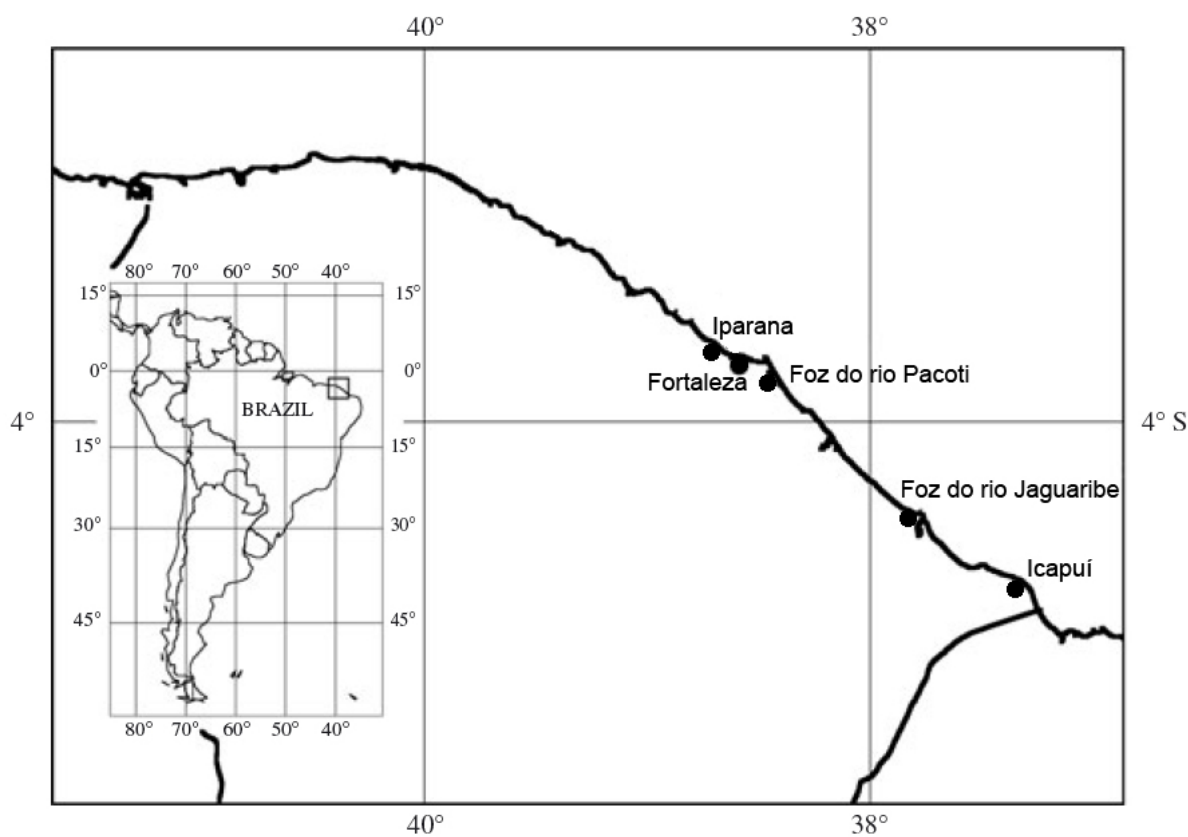 40° 38°
80° 70° 60° 50° 40°
15° 15°
Iparana
Foz do rio Pacoti
0° 0°
Fortaleza
BRAZIL
4° 4° S
15° 15°
Foz do rio Jaguaribe
30° 30°
Icapuí
45° 45°
80° 70° 60° 50° 40°
40° 38°